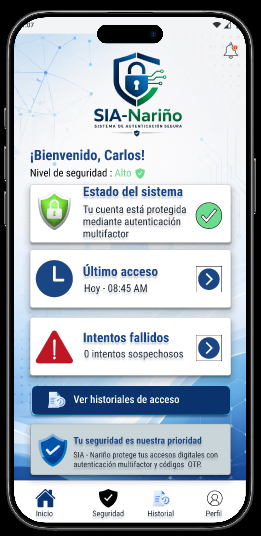 :07
SIA-Nariño
SISTEMA DE AUTENTICACIÓN SEGURA
¡Bienvenido, Carlos!
Nivel de seguridad : Alto
Estado del sistema
Tu cuenta está protegida
mediante autenticación
multifactor
Último acceso
Hoy - 08:45 AM
Intentos fallidos
0 intentos sospechosos
Ver historiales de acceso
Tu seguridad es nuestra prioridad
SIA - Nariño protege tus accesos digitales con
autenticación multifactor y códigos OTP.
Inicio
Seguridad
Historial
Perfil